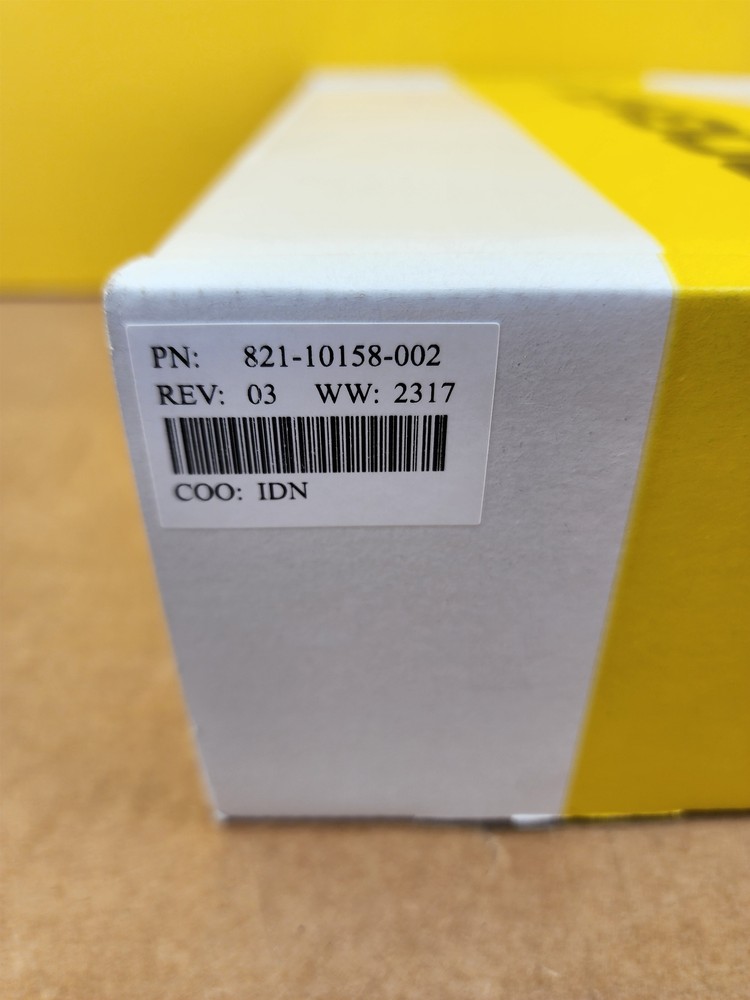 PN: 821-10158-002
REV: 03 WW: 2317
COO: IDN